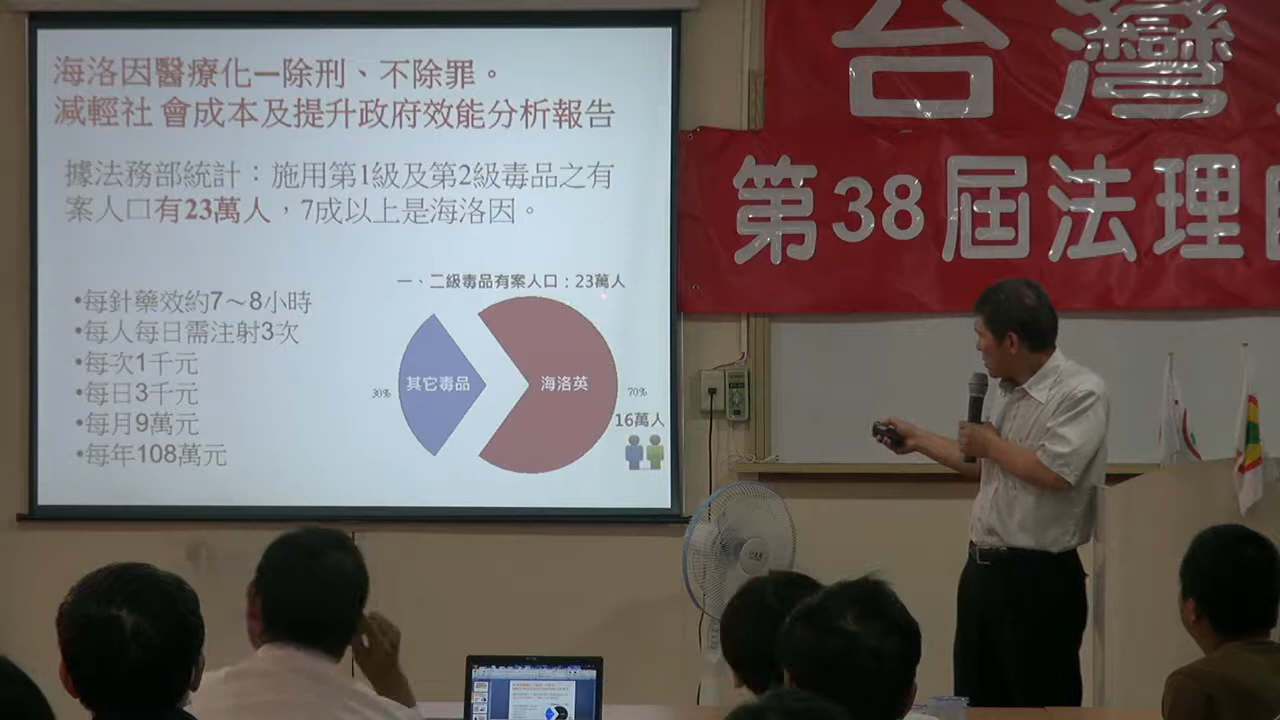 海洛因醫療化—除刑、不除罪。
減輕社 會成本及提升政府效能分析報告
據法務部統計：施用第1級及第2級毒品之有
案人口有23萬人，7成以上是海洛因。
•每針藥效約7～8小時
•每人每日需注射3次
•每次1千元
•每日3千元
•每月9萬元
•每年108萬元
一、二級毒品有案人口：23萬人
其它毒品
海洛英
30%
70%
16萬人
台灣
第38屆法理